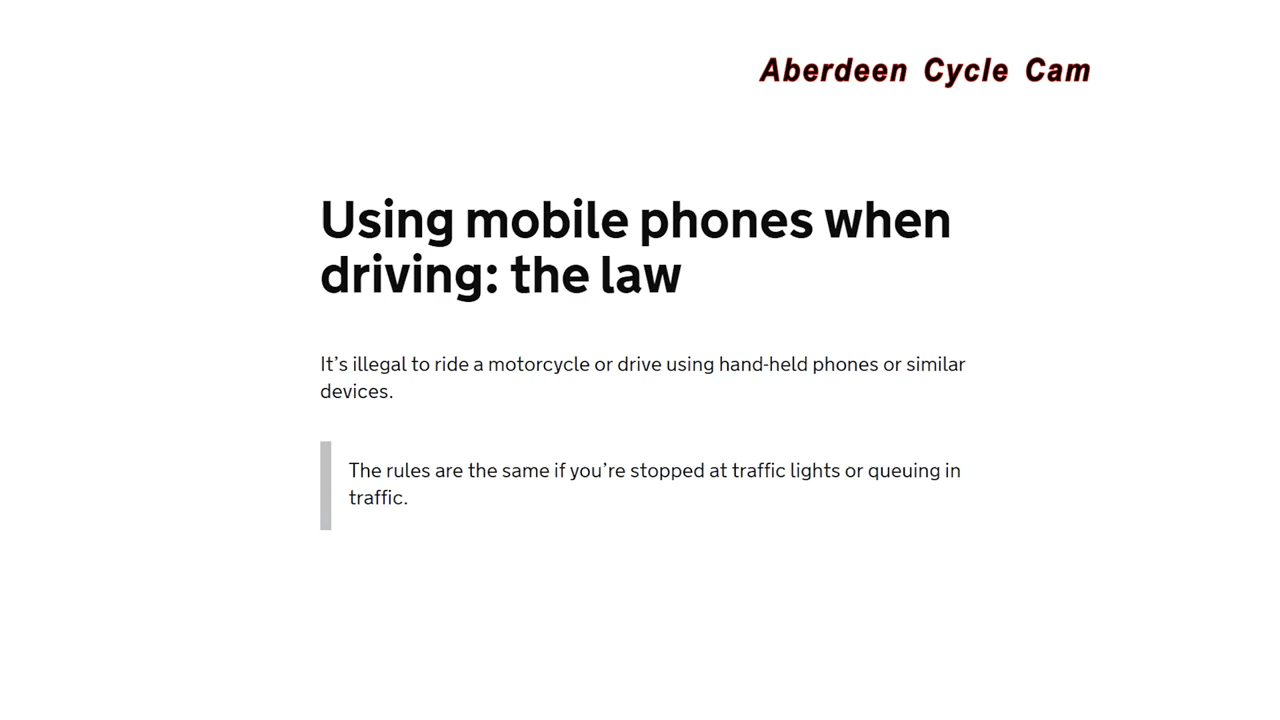 Aberdeen Cycle Cam
Using mobile phones when
driving: the law
It's illegal to ride a motorcycle or drive using hand-held phones or similar
devices.
The rules are the same if you're stopped at traffic lights or queuing in
traffic.